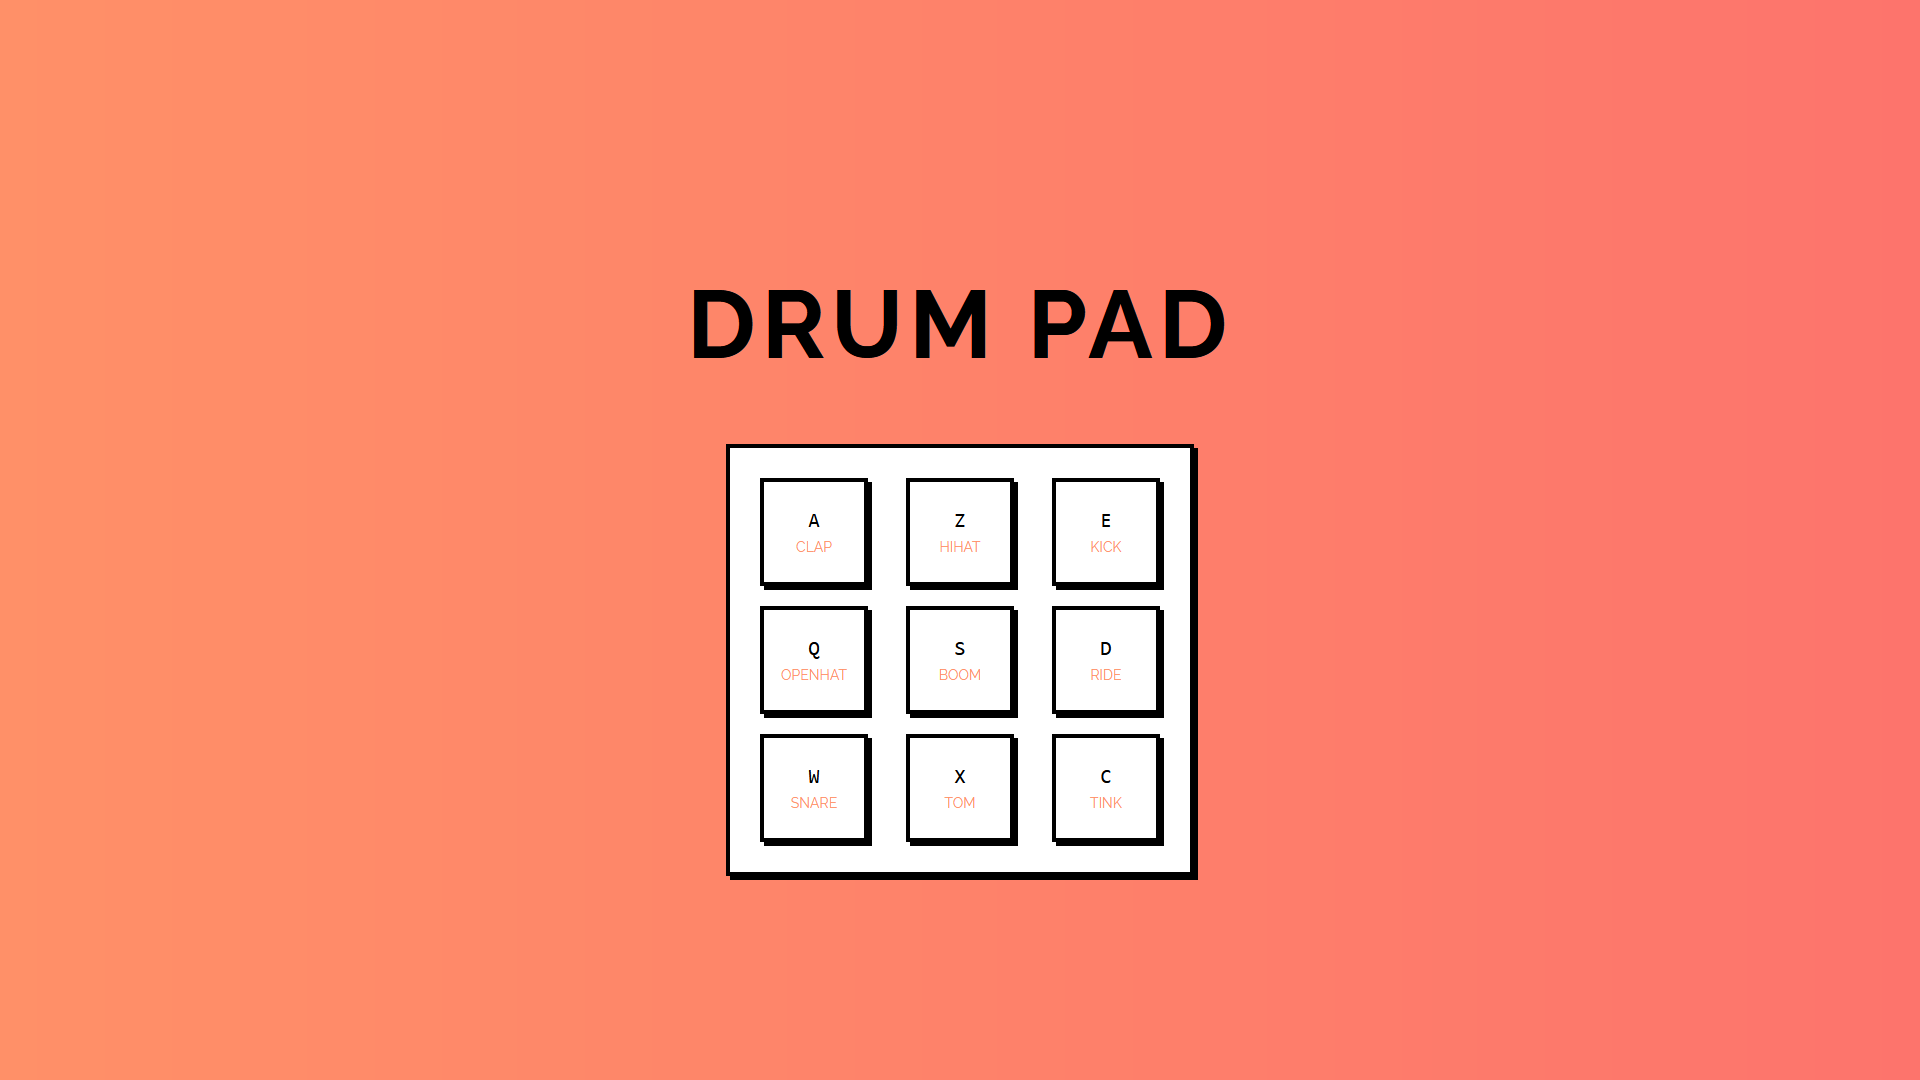 DRUM PAD
A
CLAP
Z
HIHAT
E
KICK
Q
OPENHAT
S
BOOM
D
RIDE
W
SNARE
X
TOM
C
TINK